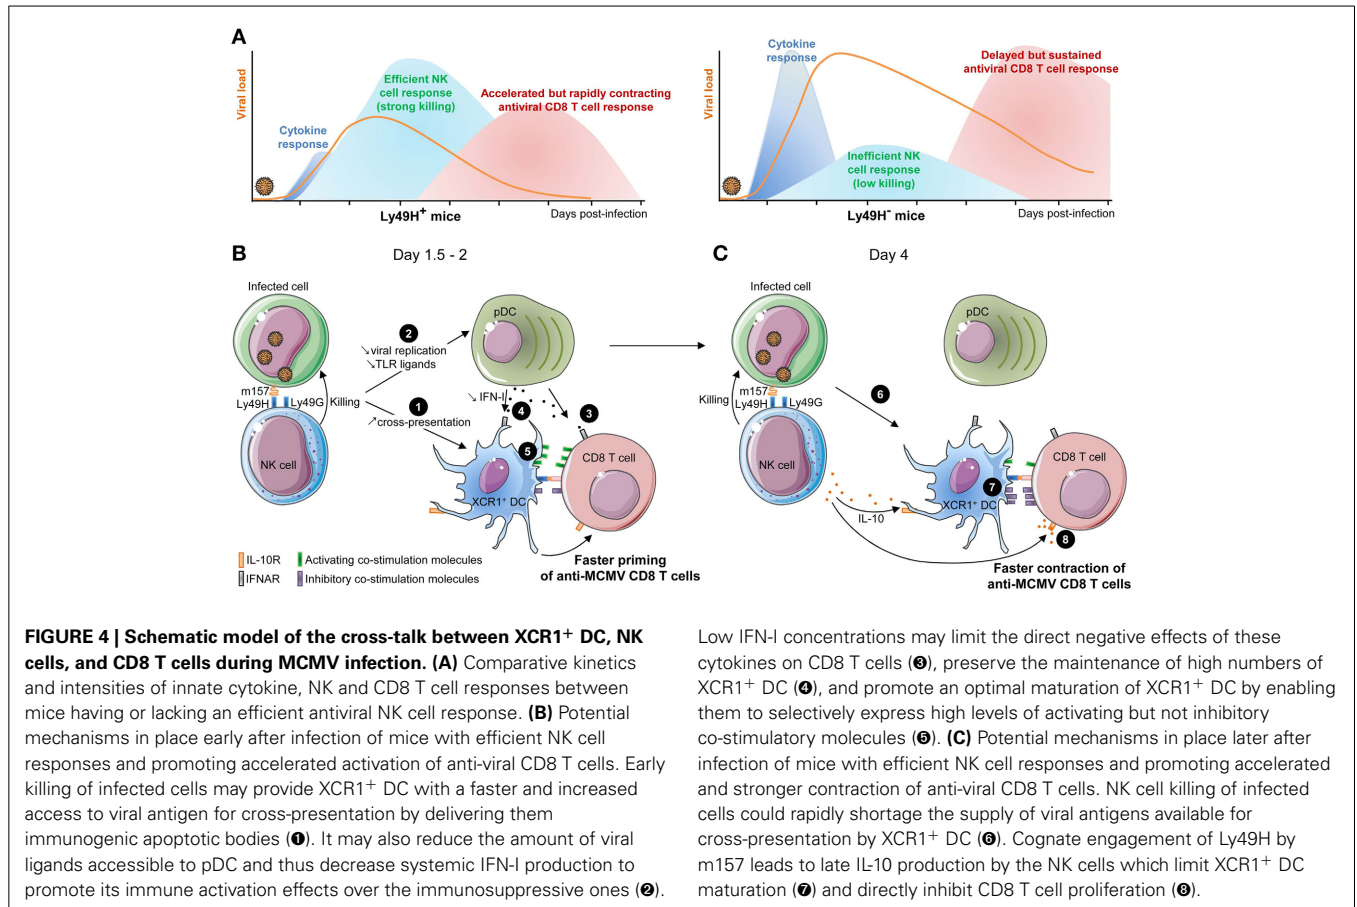 A
Viral load
Cytokine
response
Efficient NK
cell response
(strong killing)
Accelerated but rapidly contracting
antiviral CD8 T cell response
Ly49H+ mice
Days post-infection
Viral load
Cytokine
response
Inefficient NK
cell response
(low killing)
Delayed but sustained
antiviral CD8 T cell response
Ly49H- mice
Days post-infection
B
Day 1.5 - 2
Infected cell
m157
Ly49H
Ly49G
Killing
NK cell
2
↘viral replication
↘TLR ligands
1
↗cross-presentation
pDC
↘ IFN-I
4
3
5
XCR1+ DC
CD8 T cell
Faster priming
of anti-MCMV CD8 T cells
IL-10R
Activating co-stimulation molecules
IFNAR
Inhibitory co-stimulation molecules
C
Day 4
Infected cell
m157
Ly49H
Ly49G
Killing
NK cell
pDC
6
IL-10
7
XCR1+ DC
CD8 T cell
8
Faster contraction of
anti-MCMV CD8 T cells
FIGURE 4 | Schematic model of the cross-talk between XCR1+ DC, NK
cells, and CD8 T cells during MCMV infection. (A) Comparative kinetics
and intensities of innate cytokine, NK and CD8 T cell responses between
mice having or lacking an efficient antiviral NK cell response. (B) Potential
mechanisms in place early after infection of mice with efficient NK cell
responses and promoting accelerated activation of anti-viral CD8 T cells. Early
killing of infected cells may provide XCR1+ DC with a faster and increased
access to viral antigen for cross-presentation by delivering them
immunogenic apoptotic bodies (❶). It may also reduce the amount of viral
ligands accessible to pDC and thus decrease systemic IFN-I production to
promote its immune activation effects over the immunosuppressive ones (❷).
Low IFN-I concentrations may limit the direct negative effects of these
cytokines on CD8 T cells (❸), preserve the maintenance of high numbers of
XCR1+ DC (❹), and promote an optimal maturation of XCR1+ DC by enabling
them to selectively express high levels of activating but not inhibitory
co-stimulatory molecules (❺). (C) Potential mechanisms in place later after
infection of mice with efficient NK cell responses and promoting accelerated
and stronger contraction of anti-viral CD8 T cells. NK cell killing of infected
cells could rapidly shortage the supply of viral antigens available for
cross-presentation by XCR1+ DC (❻). Cognate engagement of Ly49H by
m157 leads to late IL-10 production by the NK cells which limit XCR1+ DC
maturation (❼) and directly inhibit CD8 T cell proliferation (❽).